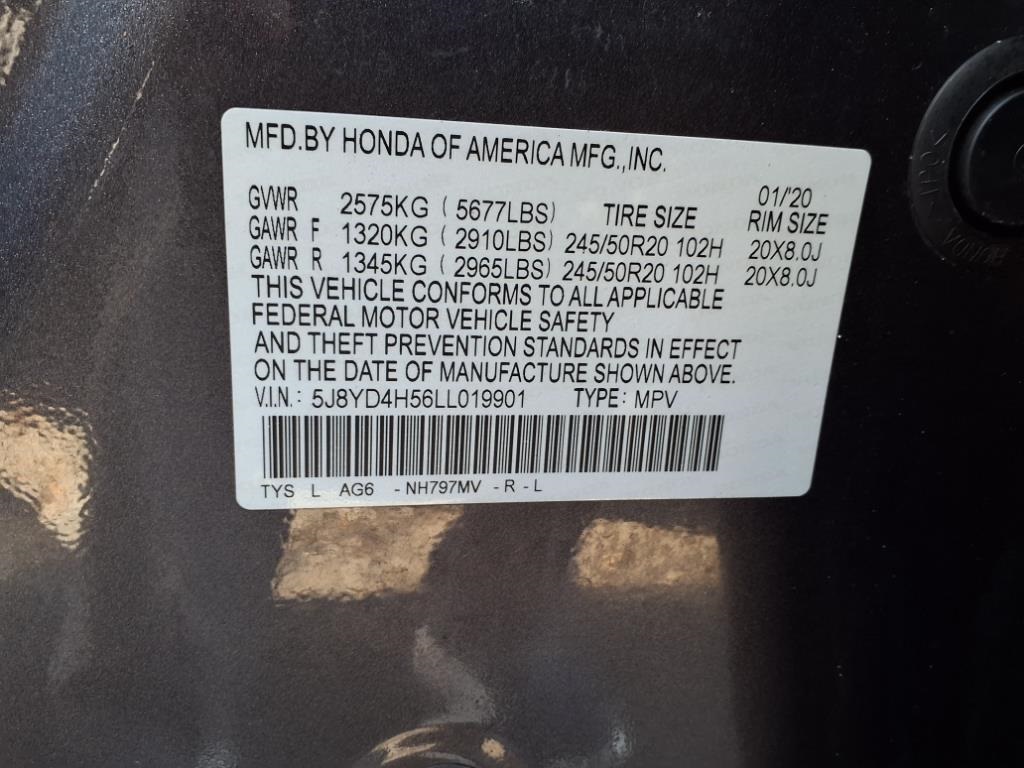 MFD.BY HONDA OF AMERICA MFG.,INC.
01/'20
GVWR 2575KG ( 5677LBS) TIRE SIZE RIM SIZE
GAWR F 1320KG ( 2910LBS) 245/50R20 102H 20X8.0J
GAWR R 1345KG ( 2965LBS) 245/50R20 102H 20X8.0J
THIS VEHICLE CONFORMS TO ALL APPLICABLE
FEDERAL MOTOR VEHICLE SAFETY
AND THEFT PREVENTION STANDARDS IN EFFECT
ON THE DATE OF MANUFACTURE SHOWN ABOVE.
V.I.N.: 5J8YD4H56LL019901 TYPE: MPV
TYS L AG6 -NH797MV -R -L